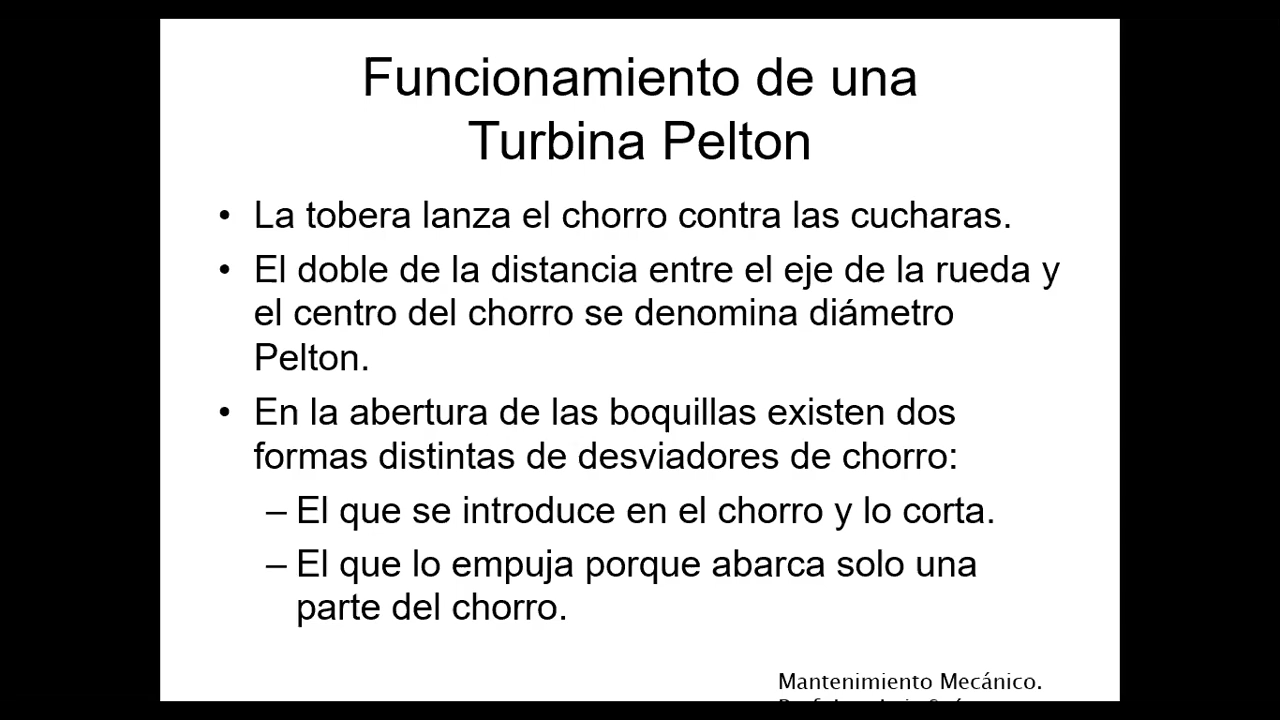 Funcionamiento de una
Turbina Pelton
• La tobera lanza el chorro contra las cucharas.
• El doble de la distancia entre el eje de la rueda y
el centro del chorro se denomina diámetro
Pelton.
• En la abertura de las boquillas existen dos
formas distintas de desviadores de chorro:
– El que se introduce en el chorro y lo corta.
– El que lo empuja porque abarca solo una
parte del chorro.
Mantenimiento Mecánico.